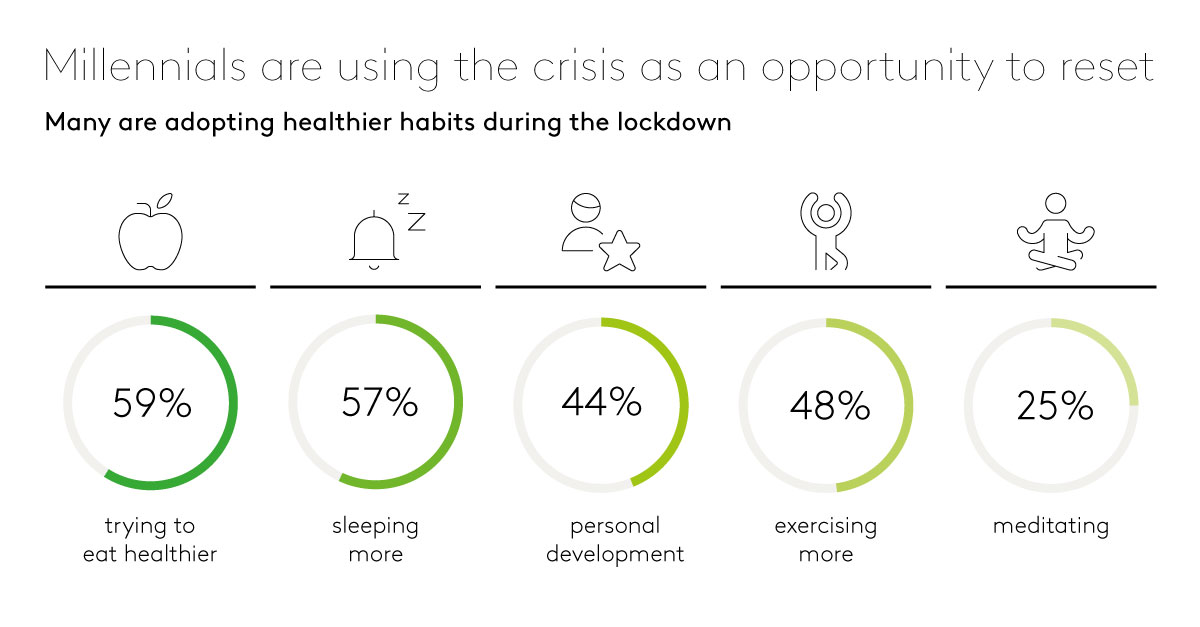 Millennials are using the crisis as an opportunity to reset
Many are adopting healthier habits during the lockdown
z
Z
59%
57%
44%
48%
25%
trying to
eat healthier
sleeping
more
personal
development
exercising
more
meditating